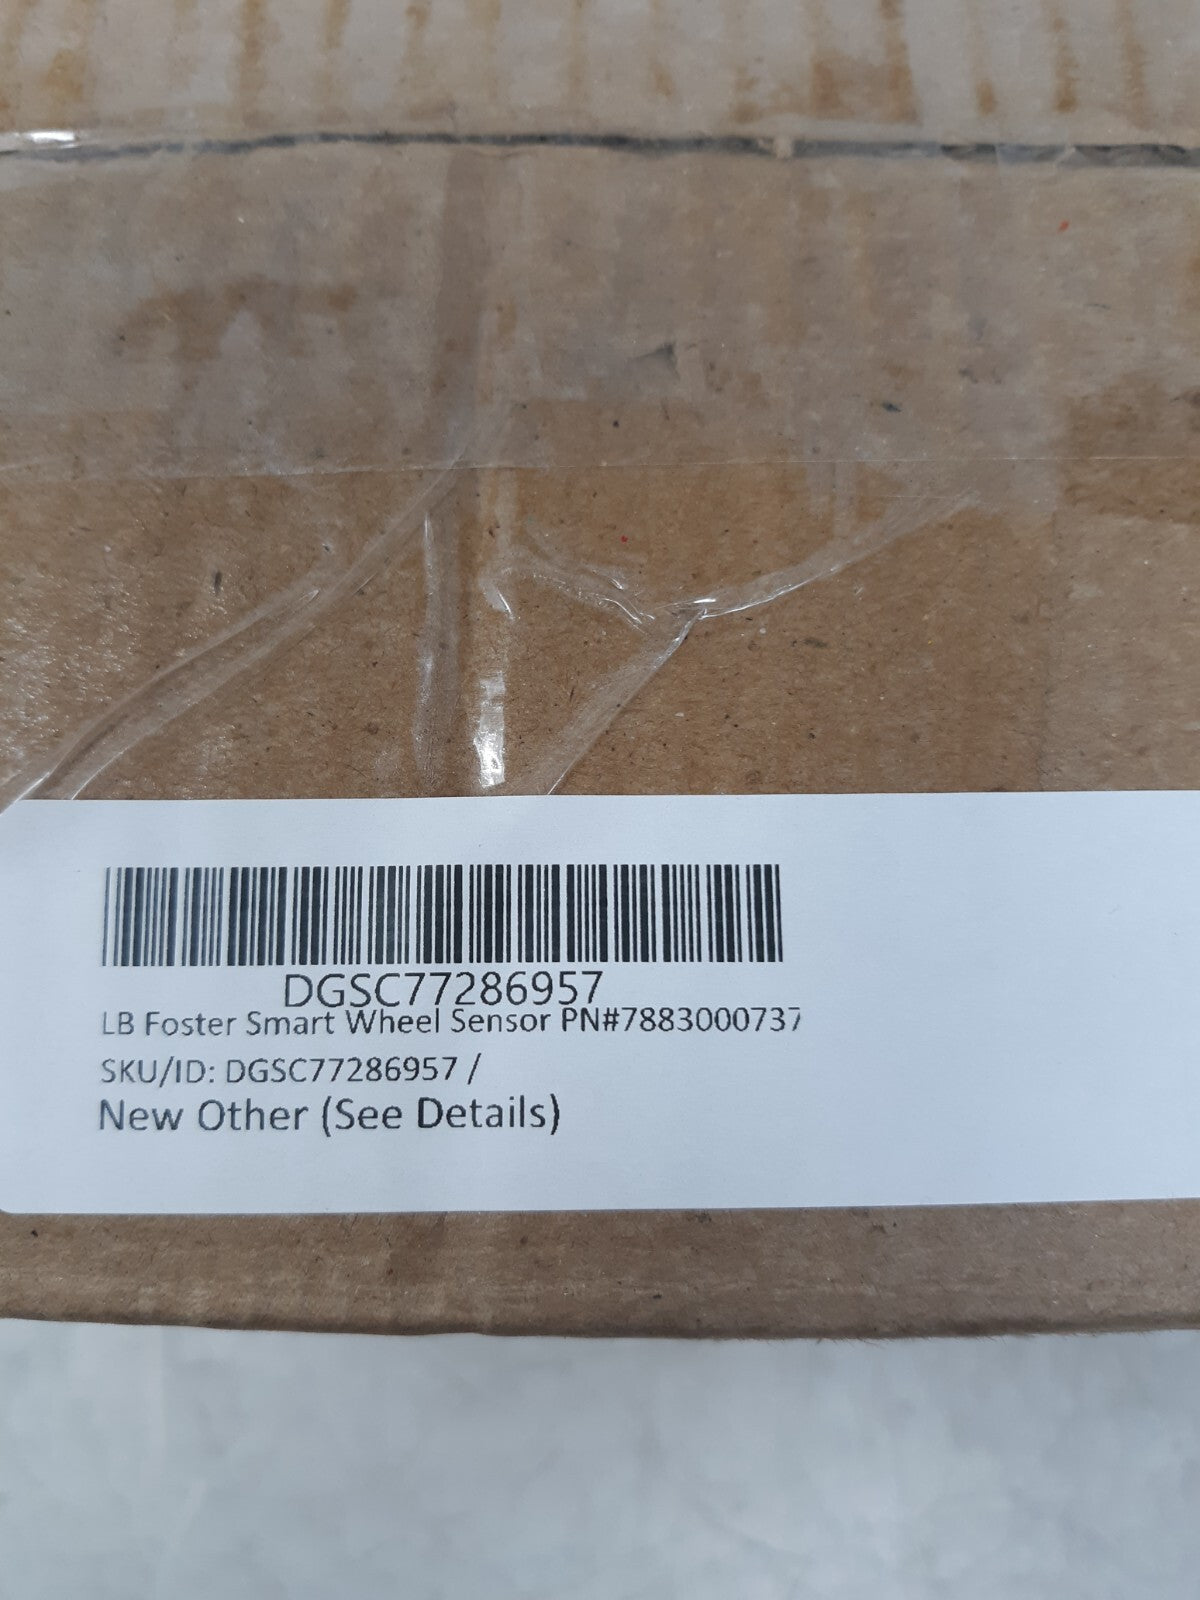 DGSC77286957
LB Foster Smart Wheel Sensor PN#7883000737
SKU/ID: DGSC77286957 /
New Other (See Details)